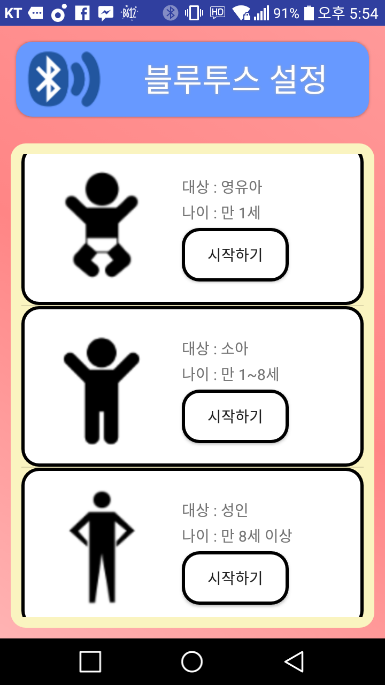 KT HD 91% 오후 5:54
블루투스 설정
대상 : 영유아
나이 : 만 1세
시작하기
대상 : 소아
나이 : 만 1~8세
시작하기
대상 : 성인
나이 : 만 8세 이상
시작하기